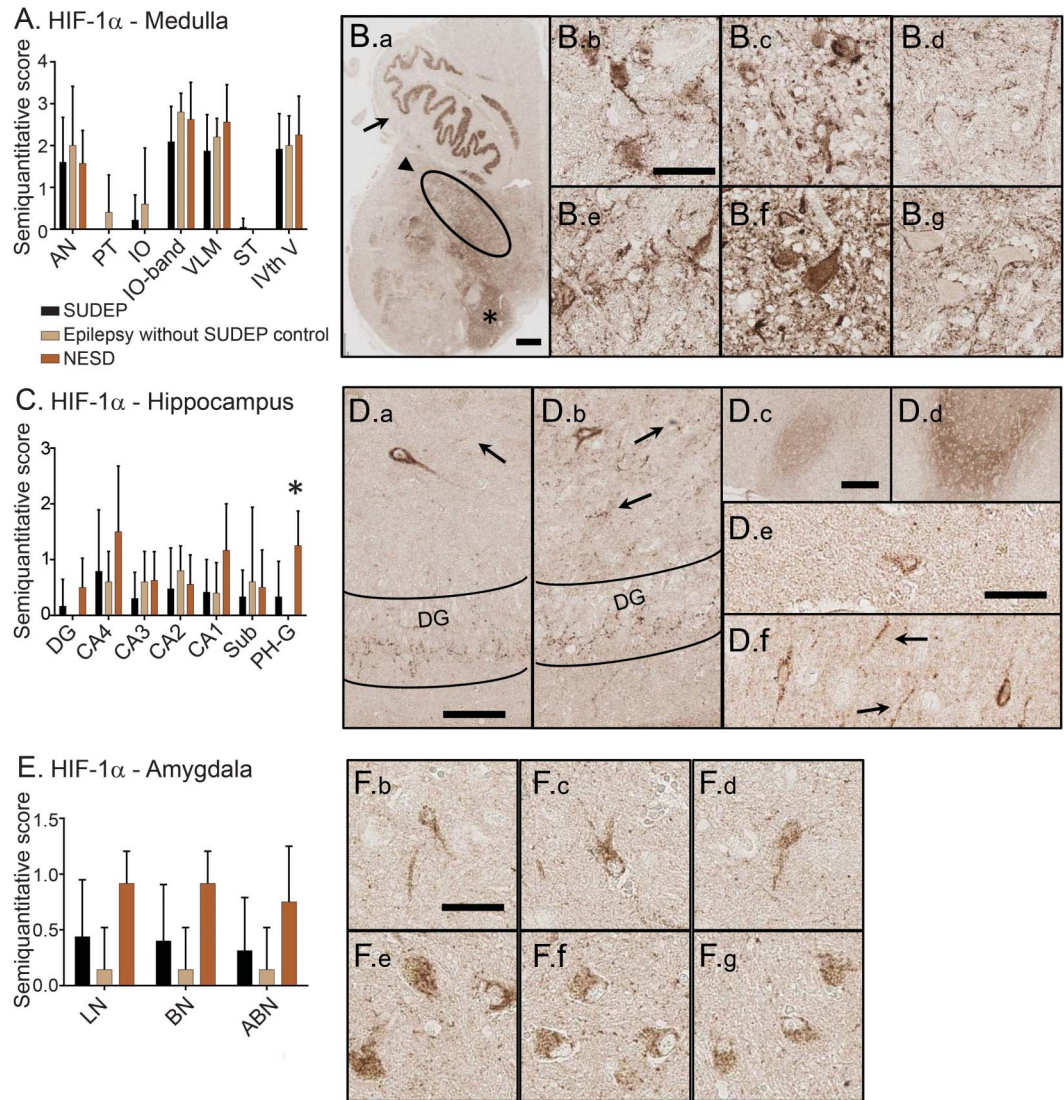 A. HIF-1α - Medulla
Semiquantitative score
4
3
2
1
0
AN
PT
IO
IO-band
VLM
ST
IVth V
SUDEP
Epilepsy without SUDEP control
NESD
B.a
*
B.b
B.c
B.d
B.e
B.f
B.g
C. HIF-1α - Hippocampus
Semiquantitative score
3
2
1
0
*
DG
CA4
CA3
CA2
CA1
Sub
PH-G
D.a
DG
D.b
DG
D.c
D.d
D.e
D.f
E. HIF-1α - Amygdala
Semiquantitative score
1.5
1.0
0.5
0.0
LN
BN
ABN
F.b
F.c
F.d
F.e
F.f
F.g